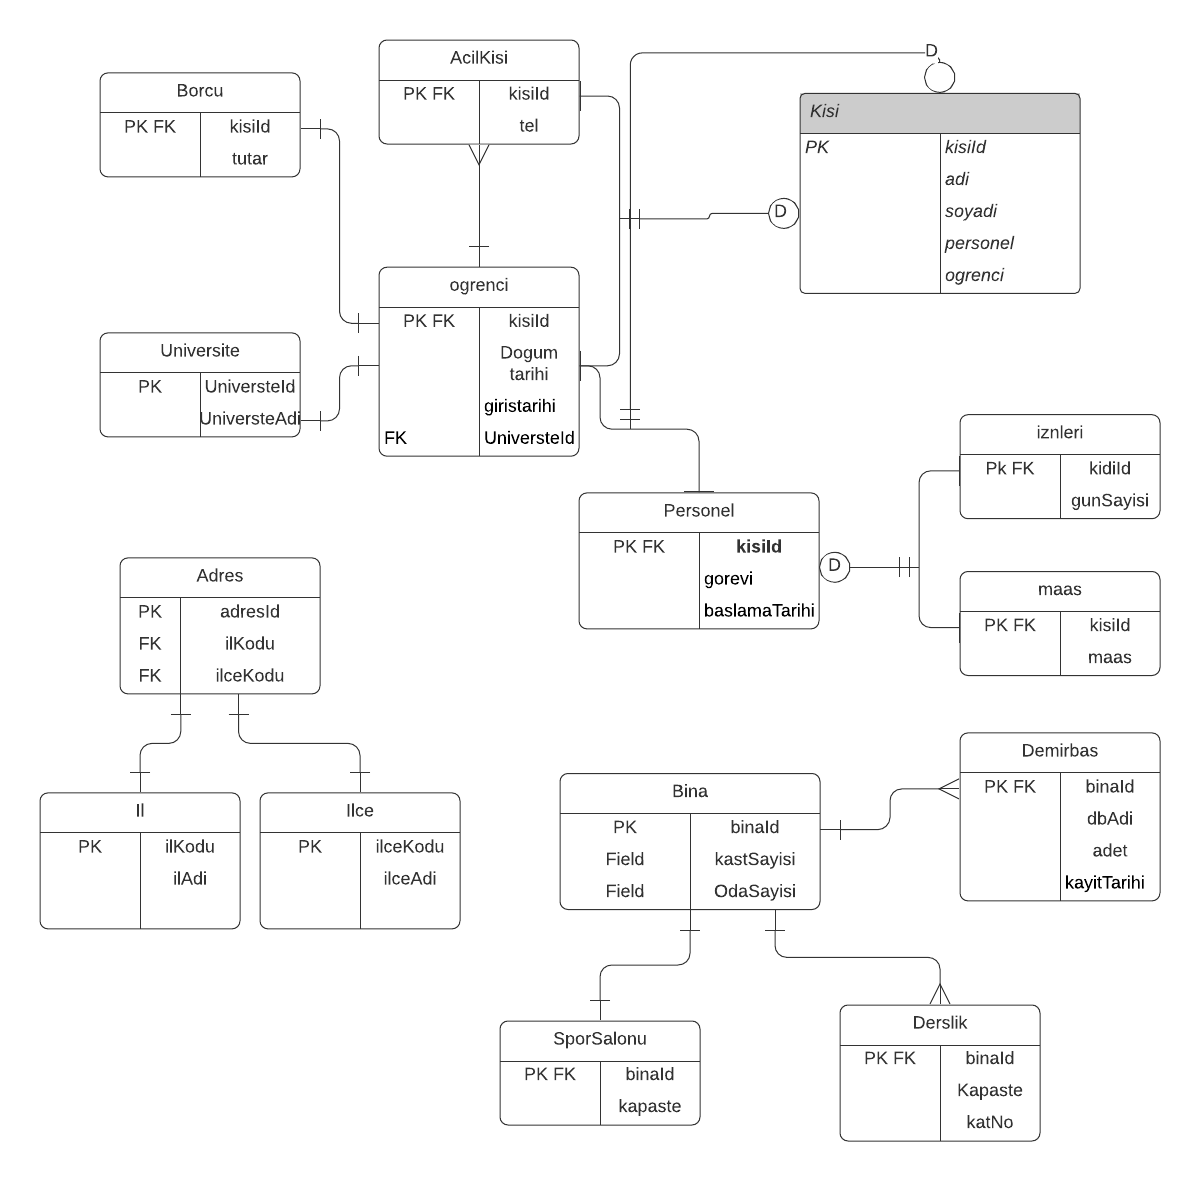 D
AcilKisi
PK FK kisiId
tel
Borcu
PK FK kisiId
tutar
Kisi
PK kisiId
adi
soyadi
personel
ogrenci
D
ogrenci
PK FK kisiId
Dogum
tarihi
giristarihi
FK UniversteId
Universite
PK UniversteId
UniversteAdi
iznleri
Pk FK kidiId
gunSayisi
Personel
PK FK kisiId
gorevi
baslamaTarihi
D
maas
PK FK kisiId
maas
Adres
PK adresId
FK ilKodu
FK ilceKodu
Il
PK ilKodu
ilAdi
Ilce
PK ilceKodu
ilceAdi
Bina
PK binaId
Field kastSayisi
Field OdaSayisi
Demirbas
PK FK binaId
dbAdi
adet
kayitTarihi
SporSalonu
PK FK binaId
kapaste
Derslik
PK FK binaId
Kapaste
katNo